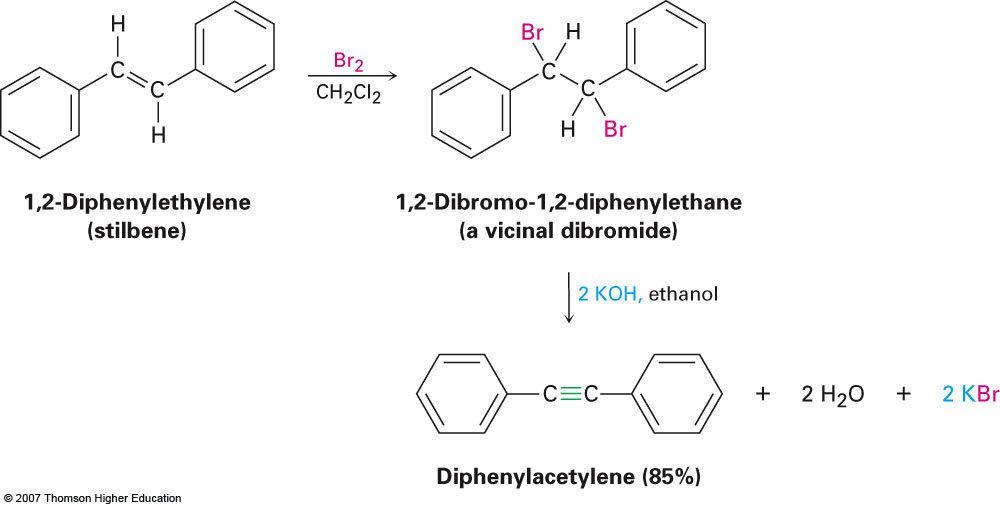 H
C
C
H
Br₂
CH₂Cl₂
Br H
C
C
H Br
1,2-Diphenylethylene
(stilbene)
1,2-Dibromo-1,2-diphenylethane
(a vicinal dibromide)
2 KOH, ethanol
C≡C + 2 H₂O + 2 KBr
Diphenylacetylene (85%)
© 2007 Thomson Higher Education